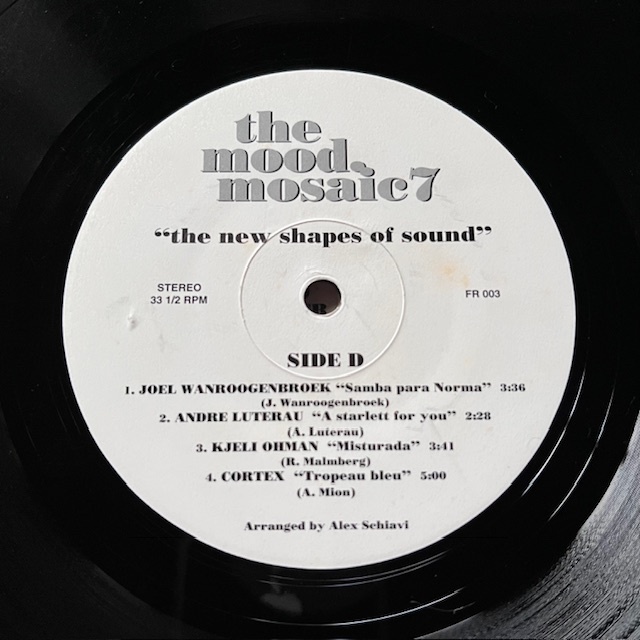 the
mood
mosaic7
“the new shapes of sound”
STEREO
33 1/2 RPM
FR 003
SIDE D
1. JOEL WANROOGENBROEK “Samba para Norma” 3:36
(J. Wanroogenbroek)
2. ANDRE LUTERAU “A starlett for you” 2:28
(A. Luterau)
3. KJELI OHMAN “Misturada” 3:41
(R. Malmberg)
4. CORTEX “Tropeau bleu” 5:00
(A. Mion)
Arranged by Alex Schiavi